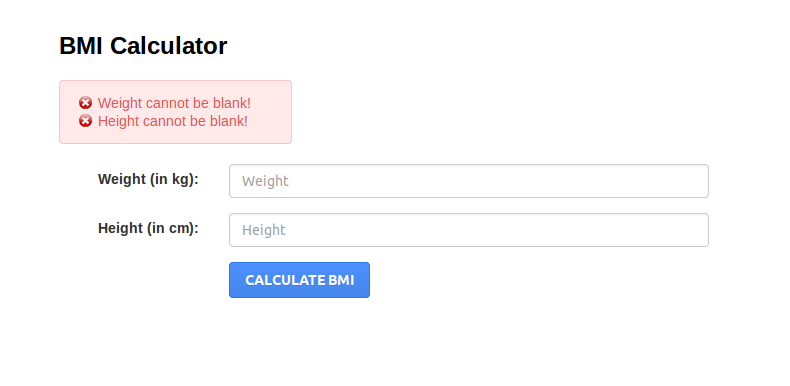 BMI Calculator
Weight cannot be blank!
Height cannot be blank!
Weight (in kg): Weight
Height (in cm): Height
CALCULATE BMI